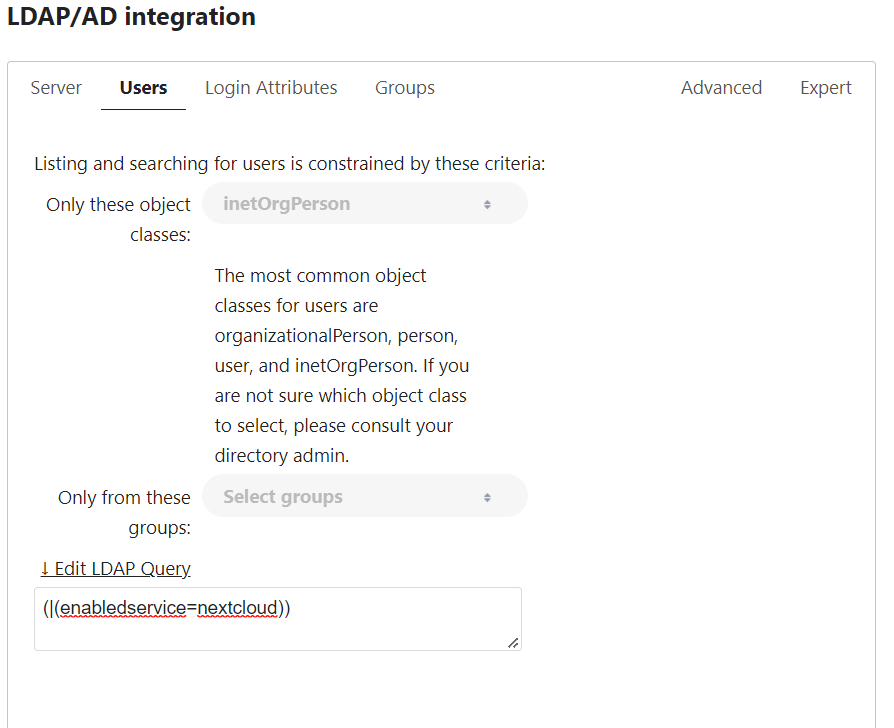 LDAP/AD integration
Server Users Login Attributes Groups Advanced Expert
Listing and searching for users is constrained by these criteria:
Only these object inetOrgPerson
classes:
The most common object
classes for users are
organizationalPerson, person,
user, and inetOrgPerson. If you
are not sure which object class
to select, please consult your
directory admin.
Only from these Select groups
groups:
↓ Edit LDAP Query
(|(enabledservice=nextcloud))